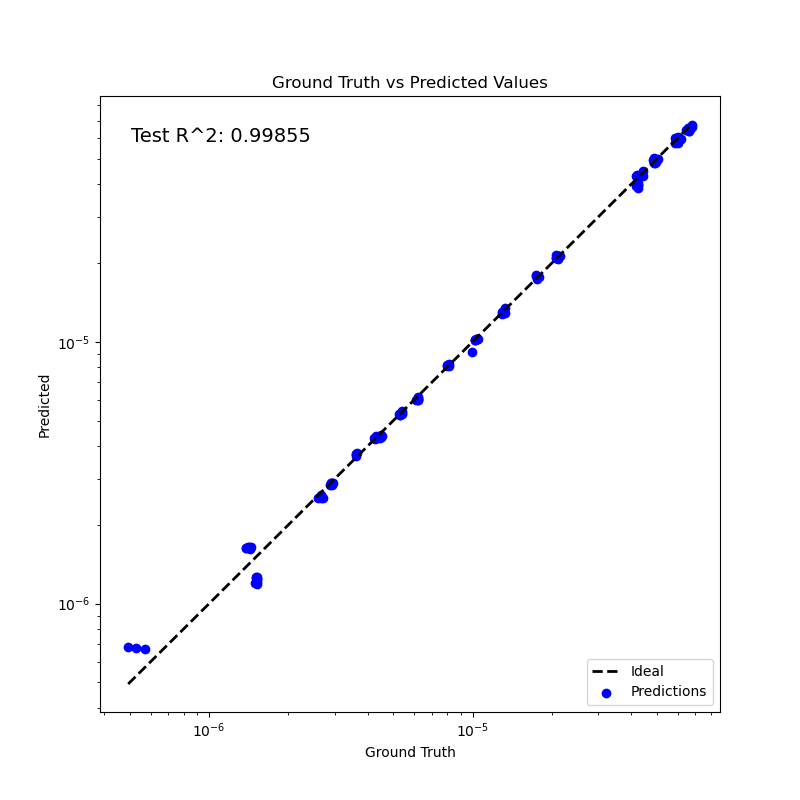 Ground Truth vs Predicted Values
Test R^2: 0.99855
10⁻⁵
10⁻⁶
Predicted
10⁻⁶
10⁻⁵
Ground Truth
Ideal
Predictions